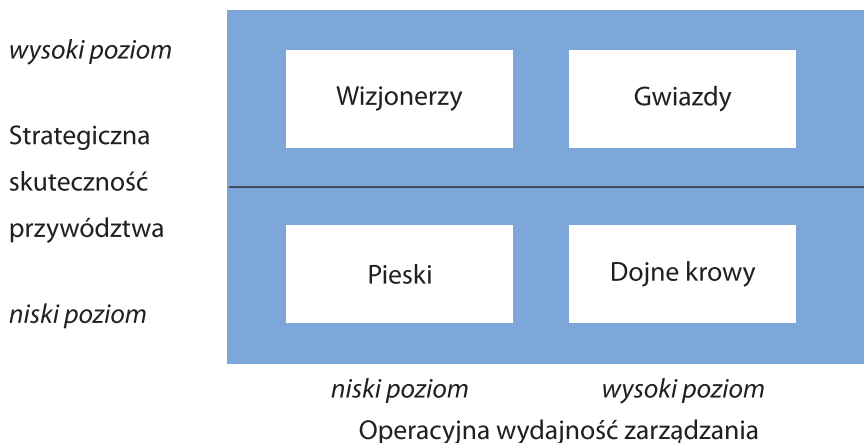 wysoki poziom
Wizjonerzy
Gwiazdy
Strategiczna
skuteczność
przywództwa
Pieski
Dojne krowy
niski poziom
niski poziom
wysoki poziom
Operacyjna wydajność zarządzania